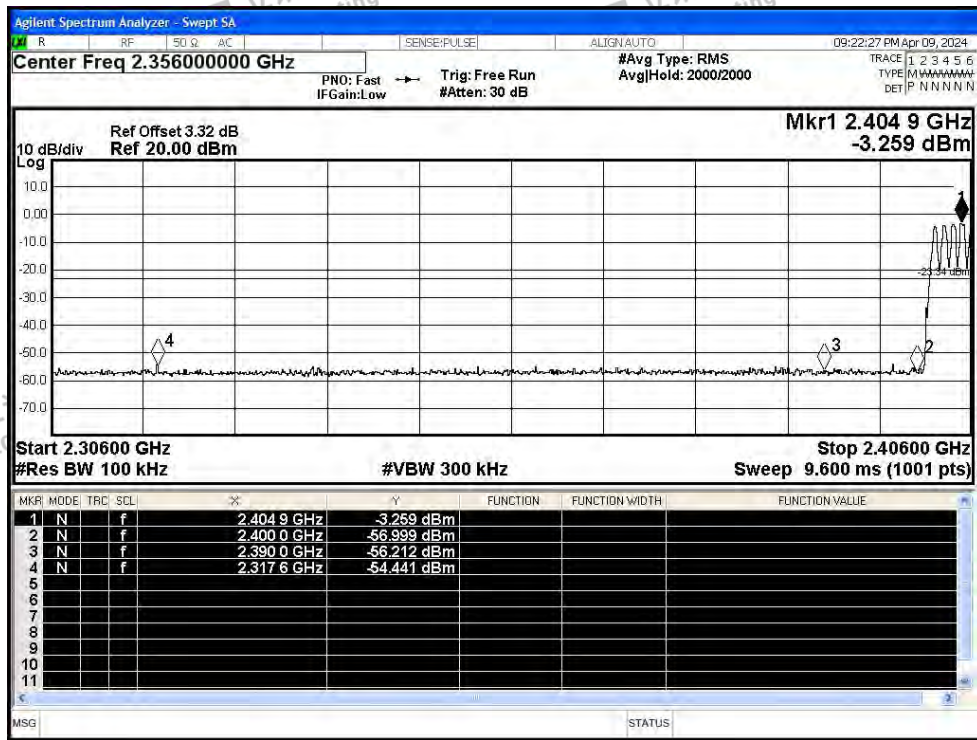 Agilent Spectrum Analyzer - Swept SA
R RF 50 Ω AC SENSE:PULSE ALIGN AUTO 09:22:27 PM Apr 09, 2024
Center Freq 2.356000000 GHz #Avg Type: RMS TRACE 1 2 3 4 5 6
PNO: Fast Trig: Free Run Avg|Hold: 2000/2000 TYPE M WWWWW
IFGain:Low #Atten: 30 dB DET P N N N N N
Mkr1 2.404 9 GHz
-3.259 dBm
Ref Offset 3.32 dB
10 dB/div Ref 20.00 dBm
Log
10.0
1
0.00
-10.0
-20.0
-23.34 dBm
-30.0
-40.0
4 3 2
-50.0
-60.0
-70.0
Start 2.30600 GHz Stop 2.40600 GHz
#Res BW 100 kHz #VBW 300 kHz Sweep 9.600 ms (1001 pts)
MKR MODE TRC SCL X Y FUNCTION FUNCTION WIDTH FUNCTION VALUE
1 N f 2.404 9 GHz -3.259 dBm
2 N f 2.400 0 GHz -56.999 dBm
3 N f 2.390 0 GHz -56.212 dBm
4 N f 2.317 6 GHz -54.441 dBm
5
6
7
8
9
10
11
MSG STATUS